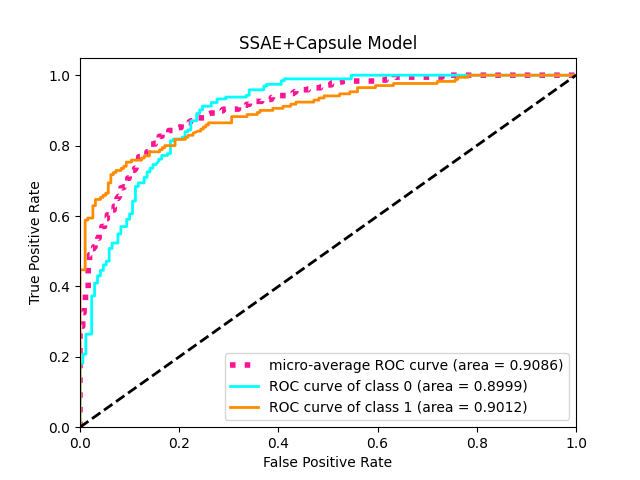 SSAE+Capsule Model
True Positive Rate
1.0
0.8
0.6
0.4
0.2
0.0
micro-average ROC curve (area = 0.9086)
ROC curve of class 0 (area = 0.8999)
ROC curve of class 1 (area = 0.9012)
0.0 0.2 0.4 0.6 0.8 1.0
False Positive Rate